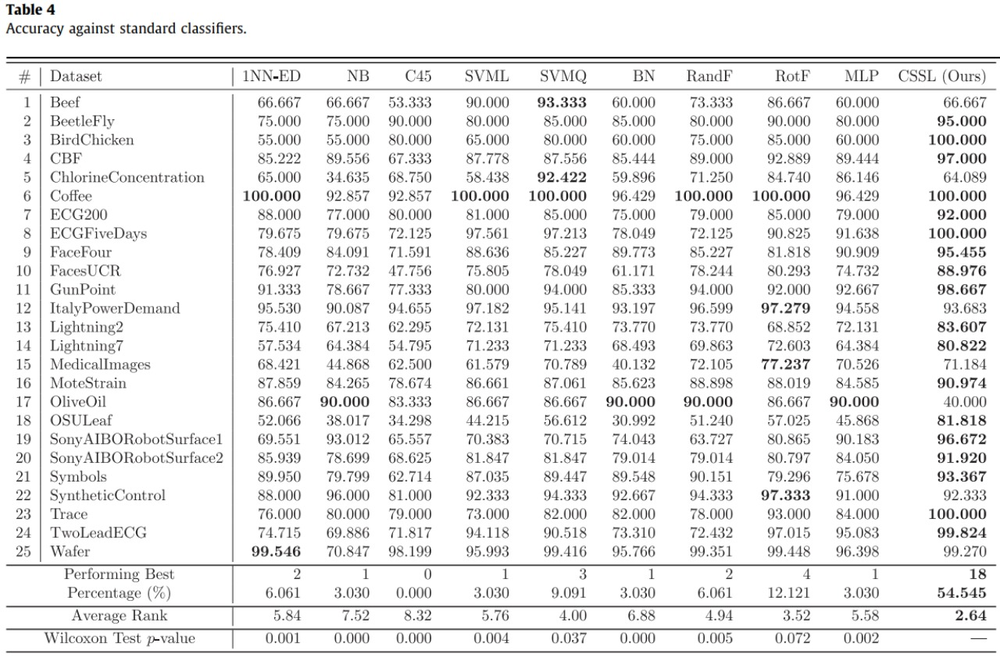 Table 4
Accuracy against standard classifiers.
# Dataset 1NN-ED NB C45 SVML SVMQ BN RandF RotF MLP CSSL (Ours)
1 Beef 66.667 66.667 53.333 90.000 93.333 60.000 73.333 86.667 60.000 66.667
2 BeetleFly 75.000 75.000 90.000 80.000 85.000 85.000 80.000 90.000 80.000 95.000
3 BirdChicken 55.000 55.000 80.000 65.000 80.000 60.000 75.000 85.000 60.000 100.000
4 CBF 85.222 89.556 67.333 87.778 87.556 85.444 89.000 92.889 89.444 97.000
5 ChlorineConcentration 65.000 34.635 68.750 58.438 92.422 59.896 71.250 84.740 86.146 64.089
6 Coffee 100.000 92.857 92.857 100.000 100.000 96.429 100.000 100.000 96.429 100.000
7 ECG200 88.000 77.000 80.000 81.000 85.000 75.000 79.000 85.000 79.000 92.000
8 ECGFiveDays 79.675 79.675 72.125 97.561 97.213 78.049 72.125 90.825 91.638 100.000
9 FaceFour 78.409 84.091 71.591 88.636 85.227 89.773 85.227 81.818 90.909 95.455
10 FacesUCR 76.927 72.732 47.756 75.805 78.049 61.171 78.244 80.293 74.732 88.976
11 GunPoint 91.333 78.667 77.333 80.000 94.000 85.333 94.000 92.000 92.667 98.667
12 ItalyPowerDemand 95.530 90.087 94.655 97.182 95.141 93.197 96.599 97.279 94.558 93.683
13 Lightning2 75.410 67.213 62.295 72.131 75.410 73.770 73.770 68.852 72.131 83.607
14 Lightning7 57.534 64.384 54.795 71.233 71.233 68.493 69.863 72.603 64.384 80.822
15 MedicalImages 68.421 44.868 62.500 61.579 70.789 40.132 72.105 77.237 70.526 71.184
16 MoteStrain 87.859 84.265 78.674 86.661 87.061 85.623 88.898 88.019 84.585 90.974
17 OliveOil 86.667 90.000 83.333 86.667 86.667 90.000 90.000 86.667 90.000 40.000
18 OSULeaf 52.066 38.017 34.298 44.215 56.612 30.992 51.240 57.025 45.868 81.818
19 SonyAIBORobotSurface1 69.551 93.012 65.557 70.383 70.715 74.043 63.727 80.865 90.183 96.672
20 SonyAIBORobotSurface2 85.939 78.699 68.625 81.847 81.847 79.014 79.014 80.797 84.050 91.920
21 Symbols 89.950 79.799 62.714 87.035 89.447 89.548 90.151 79.296 75.678 93.367
22 SyntheticControl 88.000 96.000 81.000 92.333 94.333 92.667 94.333 97.333 91.000 92.333
23 Trace 76.000 80.000 79.000 73.000 82.000 82.000 78.000 93.000 84.000 100.000
24 TwoLeadECG 74.715 69.886 71.817 94.118 90.518 73.310 72.432 97.015 95.083 99.824
25 Wafer 99.546 70.847 98.199 95.993 99.416 95.766 99.351 99.448 96.398 99.270
Performing Best 2 1 0 1 3 1 2 4 1 18
Percentage (%) 6.061 3.030 0.000 3.030 9.091 3.030 6.061 12.121 3.030 54.545
Average Rank 5.84 7.52 8.32 5.76 4.00 6.88 4.94 3.52 5.58 2.64
Wilcoxon Test p-value 0.001 0.000 0.000 0.004 0.037 0.000 0.005 0.072 0.002 —